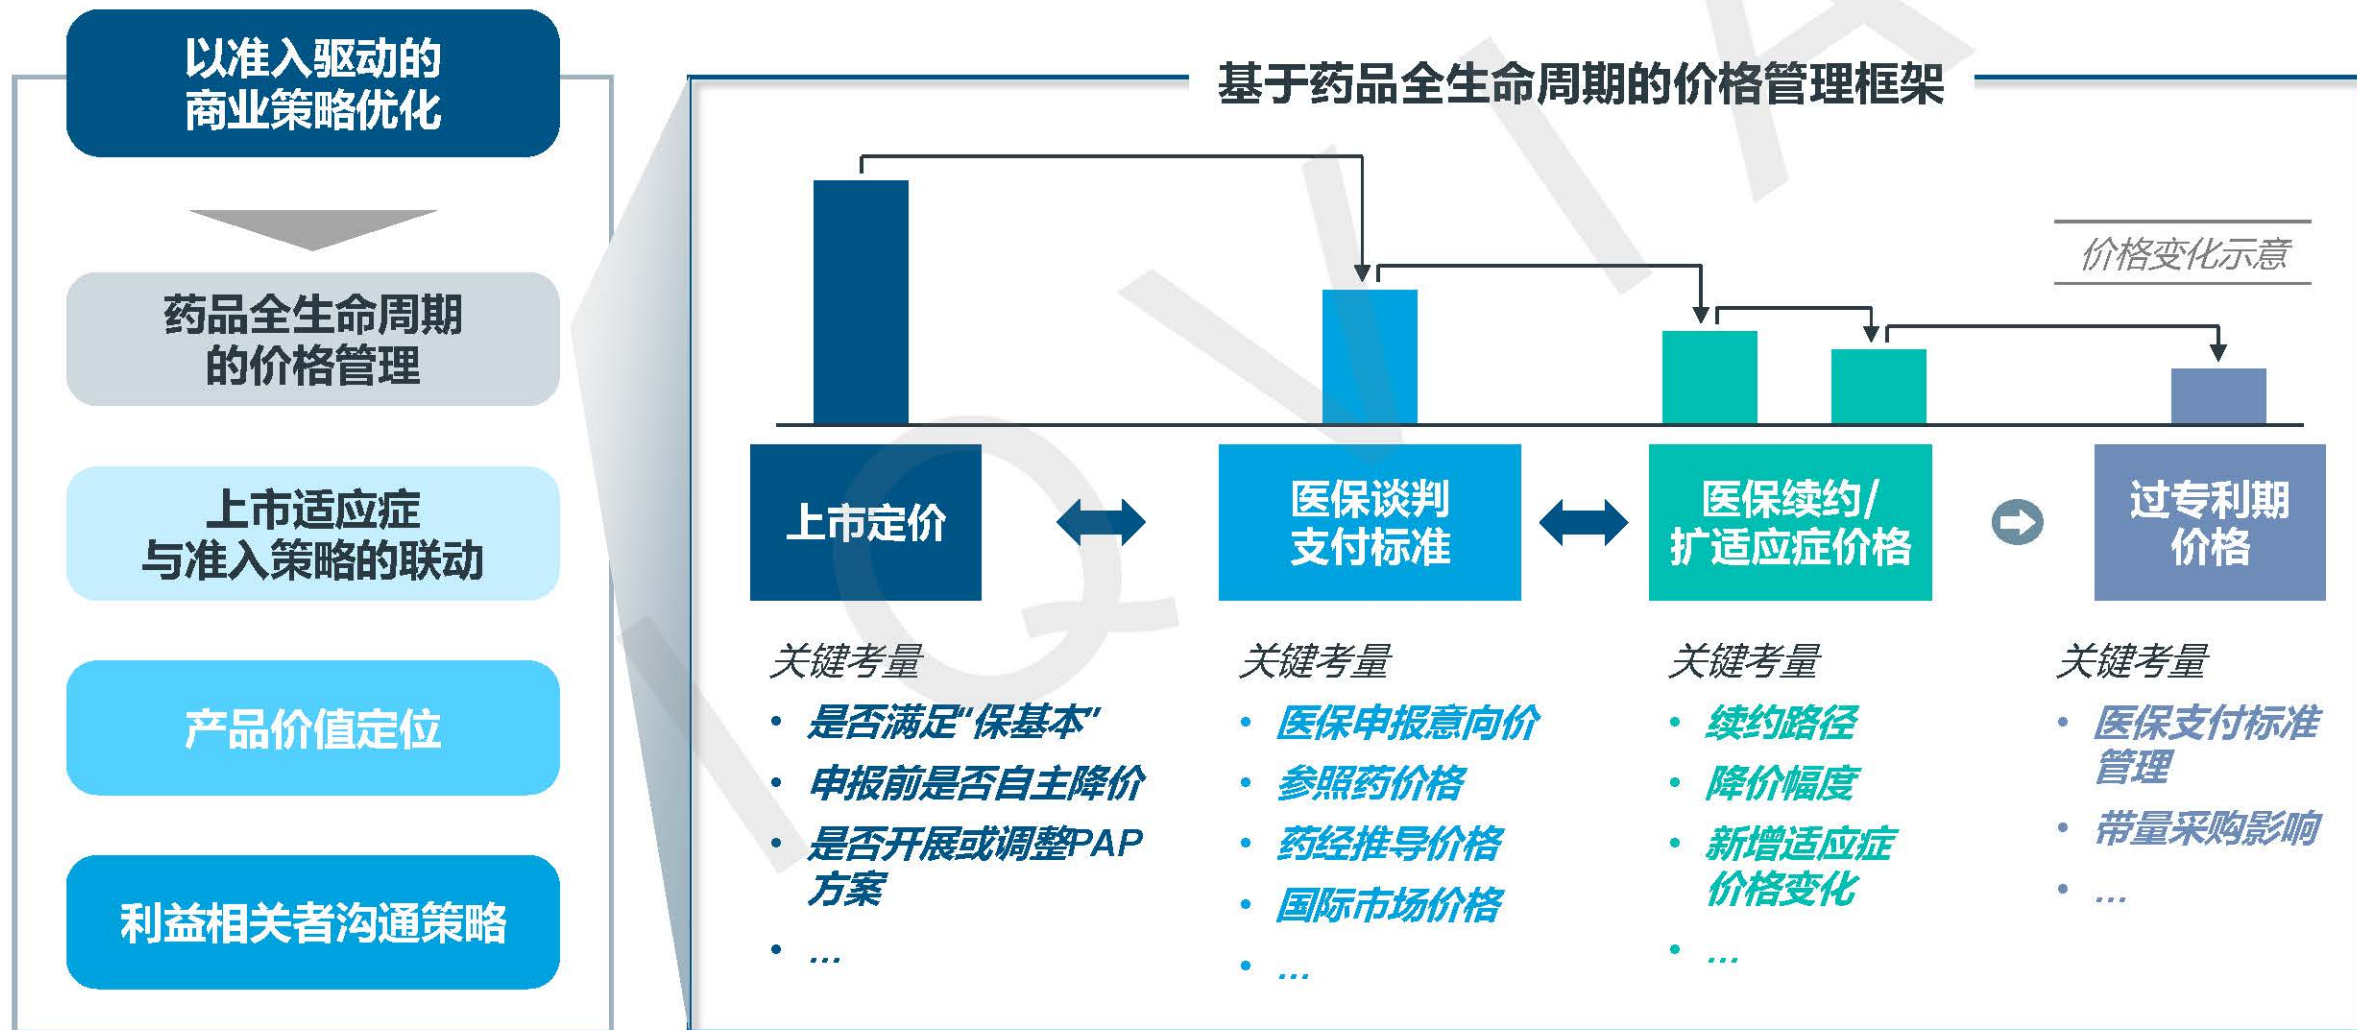 以准入驱动的
商业策略优化
药品全生命周期
的价格管理
上市适应症
与准入策略的联动
产品价值定位
利益相关者沟通策略
基于药品全生命周期的价格管理框架
价格变化示意
上市定价
医保谈判
支付标准
医保续约/
扩适应症价格
过专利期
价格
关键考量
• 是否满足“保基本”
• 申报前是否自主降价
• 是否开展或调整PAP
方案
• ...
关键考量
• 医保申报意向价
• 参照药价格
• 药经推导价格
• 国际市场价格
• ...
关键考量
• 续约路径
• 降价幅度
• 新增适应症
价格变化
• ...
关键考量
• 医保支付标准
管理
• 带量采购影响
• ...
IQVIA